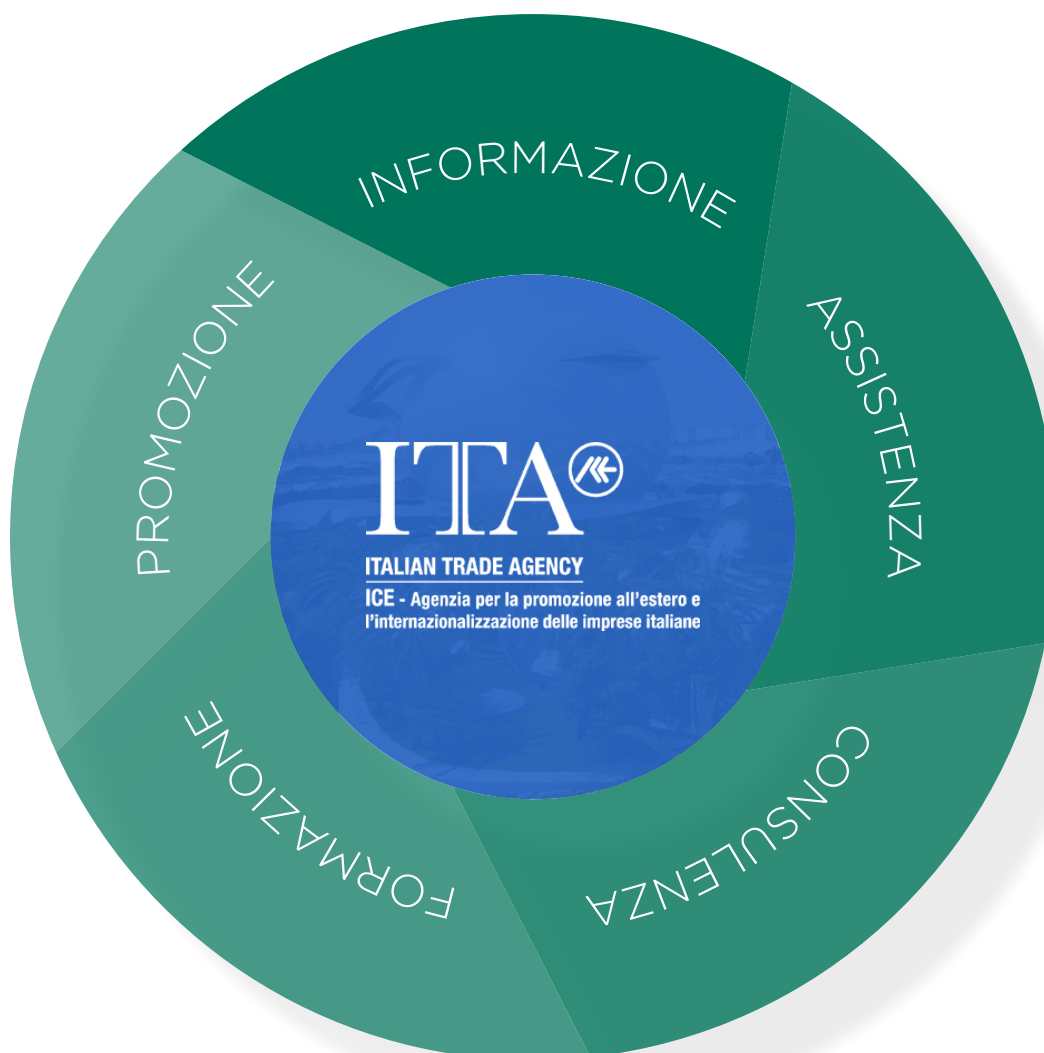 INFORMAZIONE
ASSISTENZA
CONSULENZA
FORMAZIONE
PROMOZIONE
ITA
ITALIAN TRADE AGENCY
ICE - Agenzia per la promozione all'estero e
l'internazionalizzazione delle imprese italiane